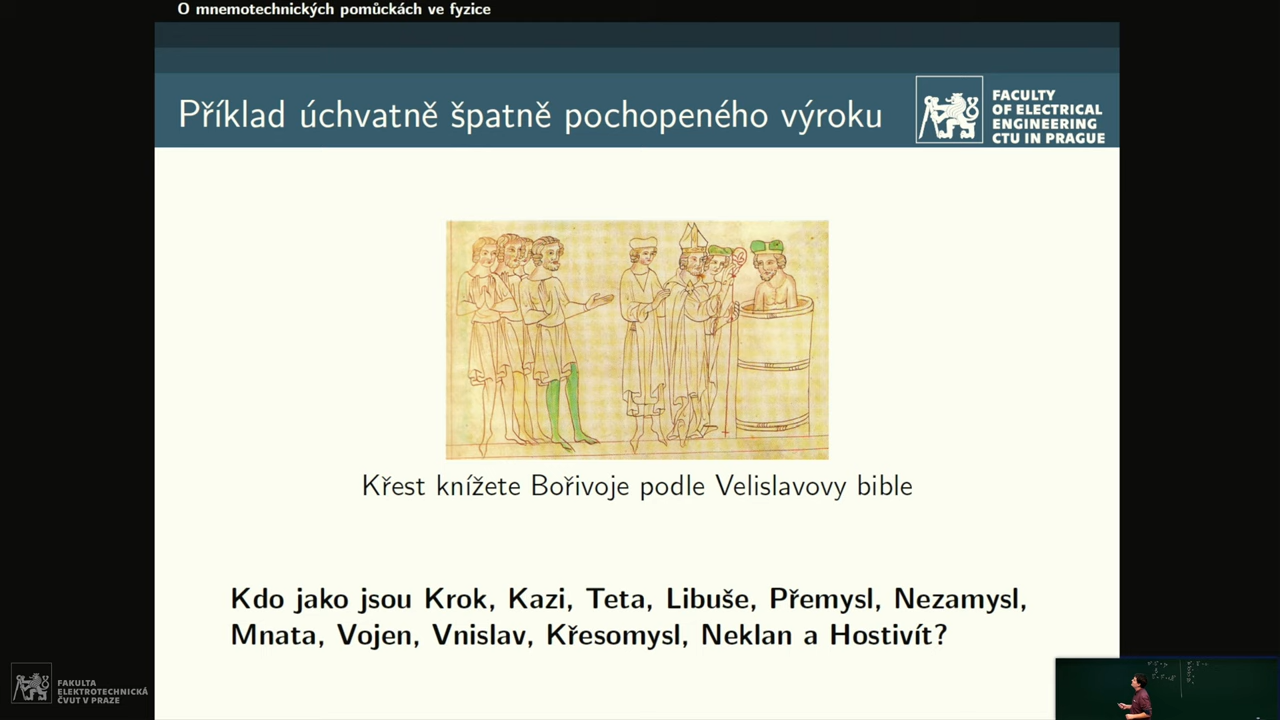 O mnemotechnických pomůckách ve fyzice
Příklad úchvatně špatně pochopeného výroku
FACULTY
OF ELECTRICAL
ENGINEERING
CTU IN PRAGUE
Křest knížete Bořivoje podle Velislavovy bible
Kdo jako jsou Krok, Kazi, Teta, Libuše, Přemysl, Nezamysl,
Mnata, Vojen, Vnislav, Křesomysl, Neklan a Hostivít?
FAKULTA
ELEKTROTECHNICKÁ
ČVUT V PRAZE